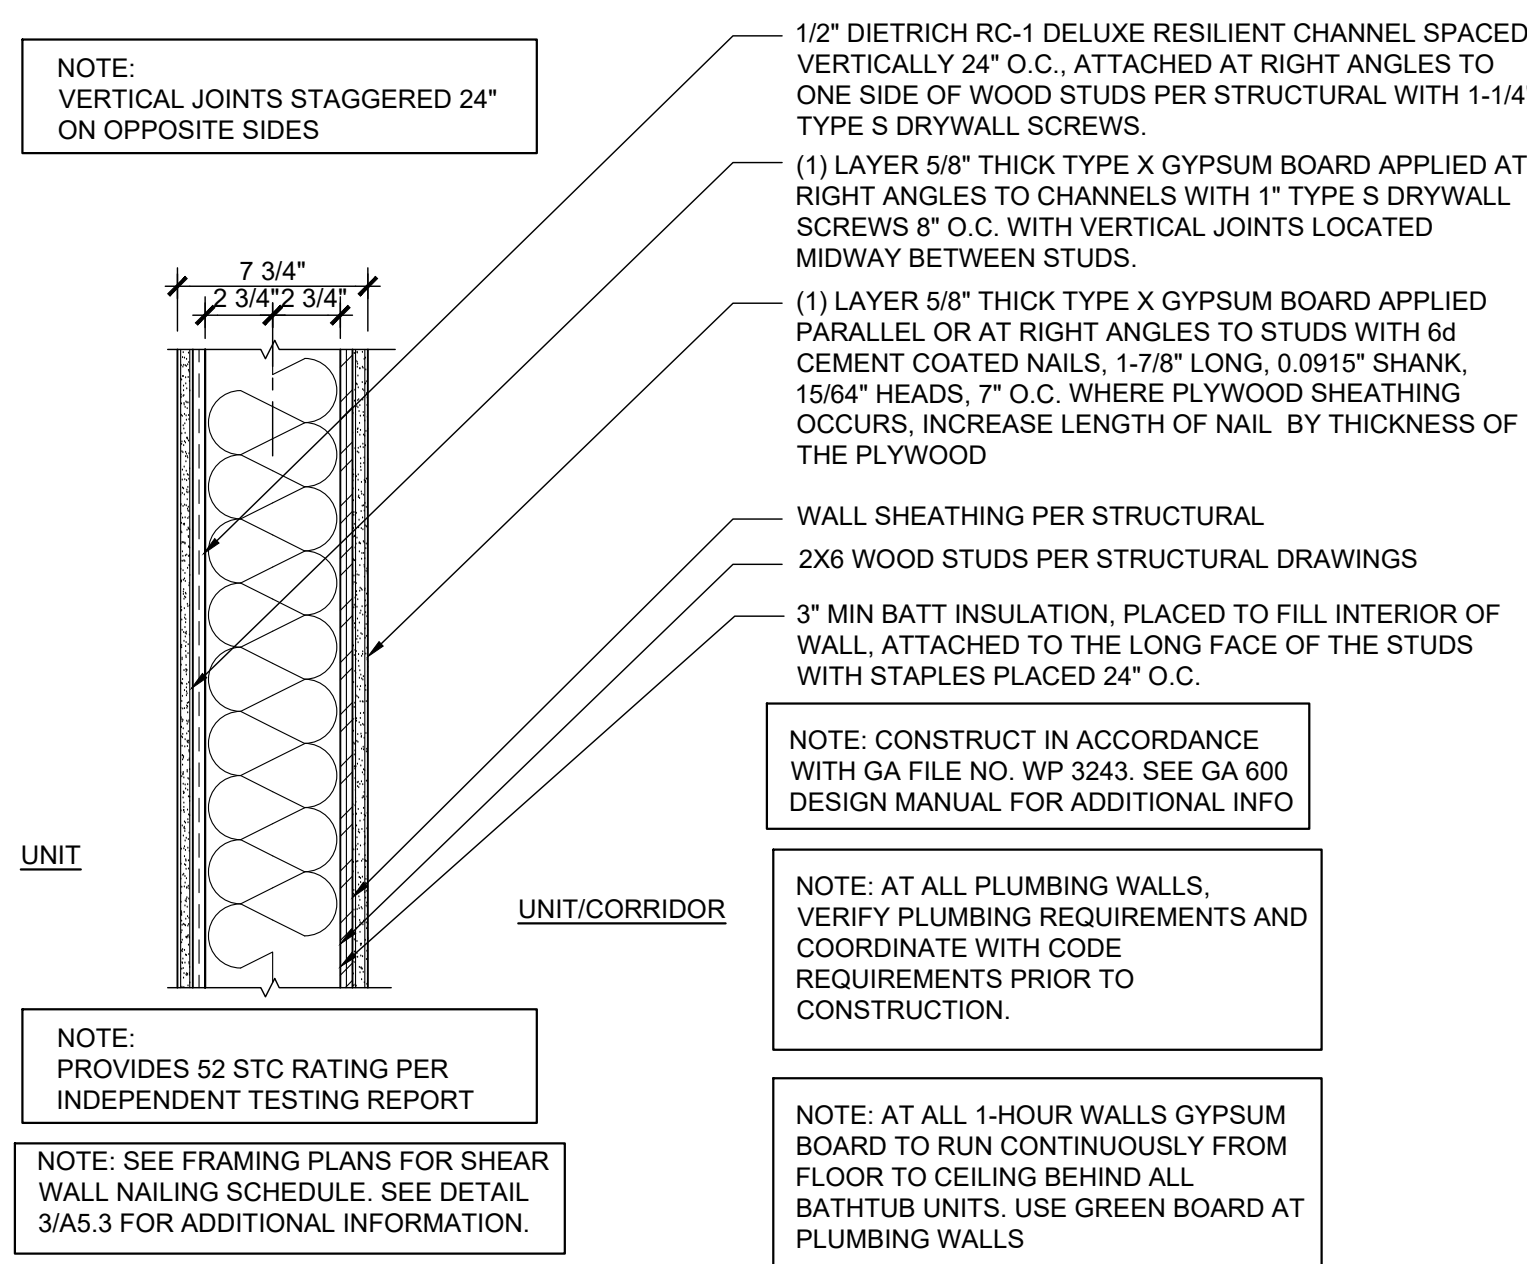 NOTE:
VERTICAL JOINTS STAGGERED 24"
ON OPPOSITE SIDES
1/2" DIETRICH RC-1 DELUXE RESILIENT CHANNEL SPACED
VERTICALLY 24" O.C., ATTACHED AT RIGHT ANGLES TO
ONE SIDE OF WOOD STUDS PER STRUCTURAL WITH 1-1/4"
TYPE S DRYWALL SCREWS.
(1) LAYER 5/8" THICK TYPE X GYPSUM BOARD APPLIED AT
RIGHT ANGLES TO CHANNELS WITH 1" TYPE S DRYWALL
SCREWS 8" O.C. WITH VERTICAL JOINTS LOCATED
MIDWAY BETWEEN STUDS.
(1) LAYER 5/8" THICK TYPE X GYPSUM BOARD APPLIED
PARALLEL OR AT RIGHT ANGLES TO STUDS WITH 6d
CEMENT COATED NAILS, 1-7/8" LONG, 0.0915" SHANK,
15/64" HEADS, 7" O.C. WHERE PLYWOOD SHEATHING
OCCURS, INCREASE LENGTH OF NAIL BY THICKNESS OF
THE PLYWOOD
WALL SHEATHING PER STRUCTURAL
2X6 WOOD STUDS PER STRUCTURAL DRAWINGS
3" MIN BATT INSULATION, PLACED TO FILL INTERIOR OF
WALL, ATTACHED TO THE LONG FACE OF THE STUDS
WITH STAPLES PLACED 24" O.C.
7 3/4"
2 3/4" 2 3/4"
UNIT
UNIT/CORRIDOR
NOTE: CONSTRUCT IN ACCORDANCE
WITH GA FILE NO. WP 3243. SEE GA 600
DESIGN MANUAL FOR ADDITIONAL INFO
NOTE: AT ALL PLUMBING WALLS,
VERIFY PLUMBING REQUIREMENTS AND
COORDINATE WITH CODE
REQUIREMENTS PRIOR TO
CONSTRUCTION.
NOTE:
PROVIDES 52 STC RATING PER
INDEPENDENT TESTING REPORT
NOTE: SEE FRAMING PLANS FOR SHEAR
WALL NAILING SCHEDULE. SEE DETAIL
3/A5.3 FOR ADDITIONAL INFORMATION.
NOTE: AT ALL 1-HOUR WALLS GYPSUM
BOARD TO RUN CONTINUOUSLY FROM
FLOOR TO CEILING BEHIND ALL
BATHTUB UNITS. USE GREEN BOARD AT
PLUMBING WALLS